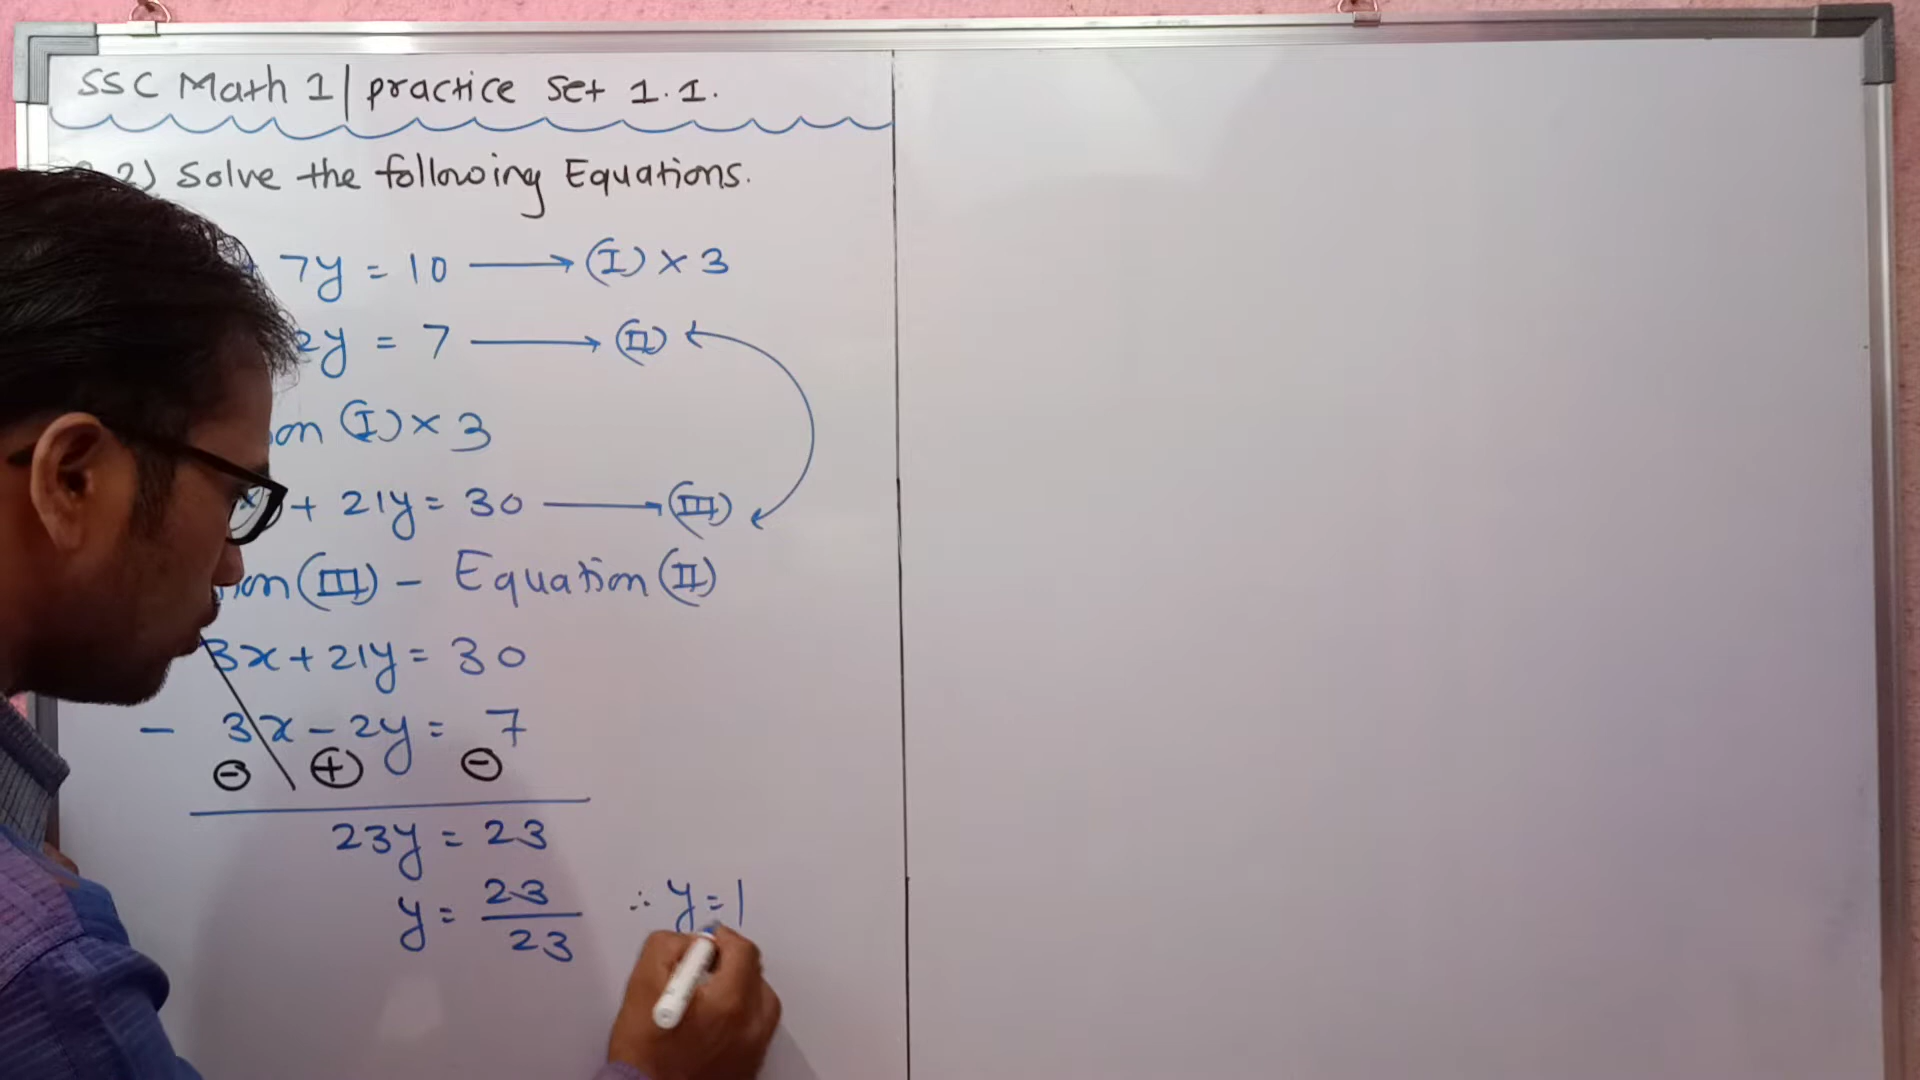 SSC Math 1 | practice Set 1.1.
2) Solve the following Equations.
7y = 10 ⟶ (I) × 3
2y = 7 ⟶ (II)
(I) × 3
+ 21y = 30 ⟶ (III)
(III) – Equation (II)
3x + 21y = 30
– 3x – 2y = 7
⊖ ⊕ ⊖
23y = 23
y = 23/23 ∴ y = 1